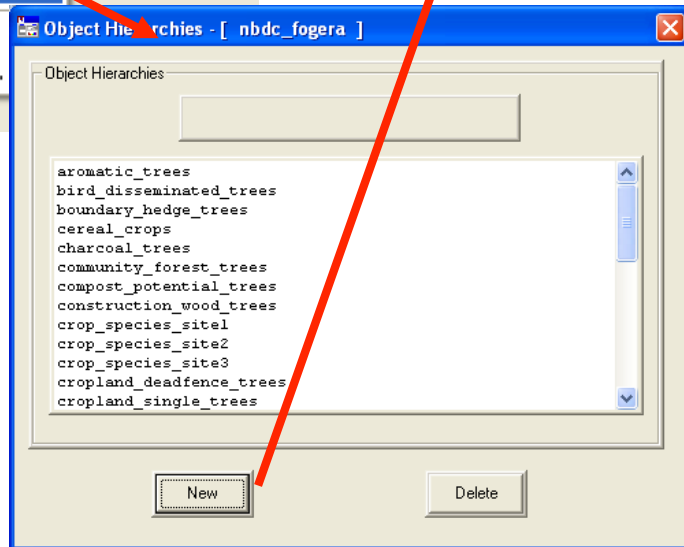 Object Hierarchies - [ nbdc_fogera ]
Object Hierarchies
aromatic_trees
bird_disseminated_trees
boundary_hedge_trees
cereal_crops
charcoal_trees
community_forest_trees
compost_potential_trees
construction_wood_trees
crop_species_site1
crop_species_site2
crop_species_site3
cropland_deadfence_trees
cropland_single_trees
New
Delete